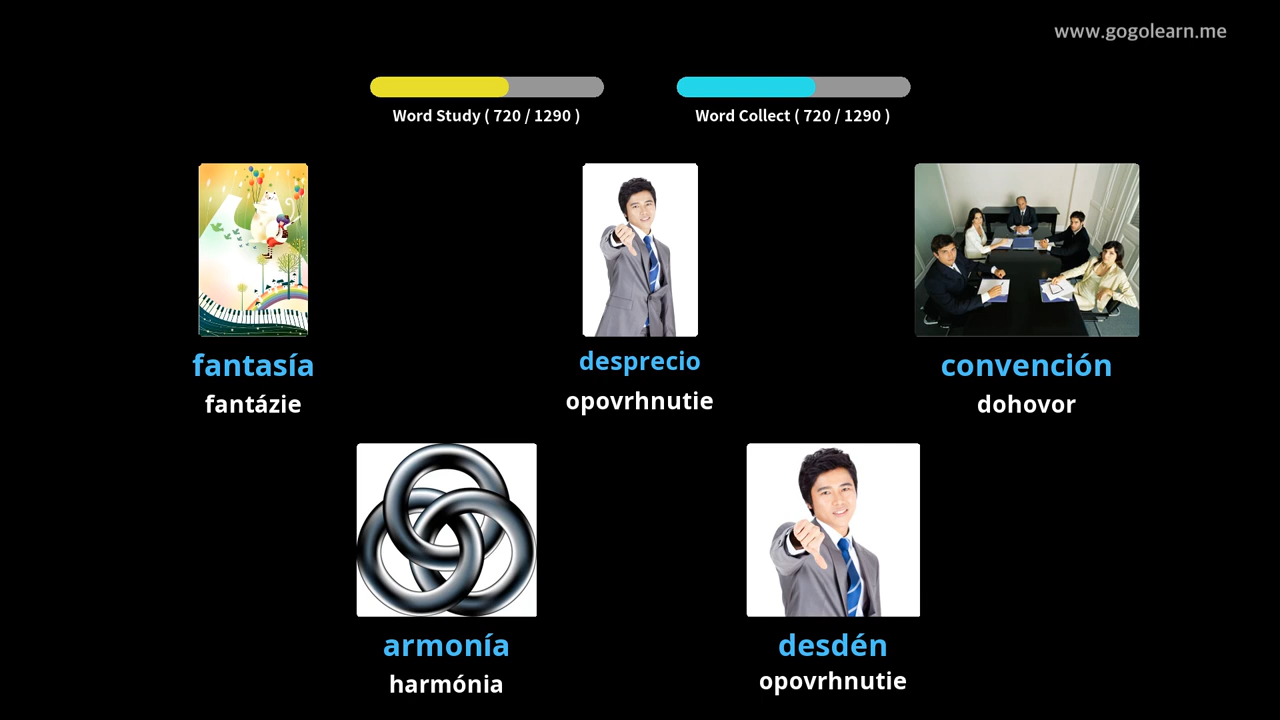 www.gogolearn.me
Word Study ( 720 / 1290 )
Word Collect ( 720 / 1290 )
fantasía
fantázie
desprecio
opovrhnutie
convención
dohovor
armonía
harmónia
desdén
opovrhnutie